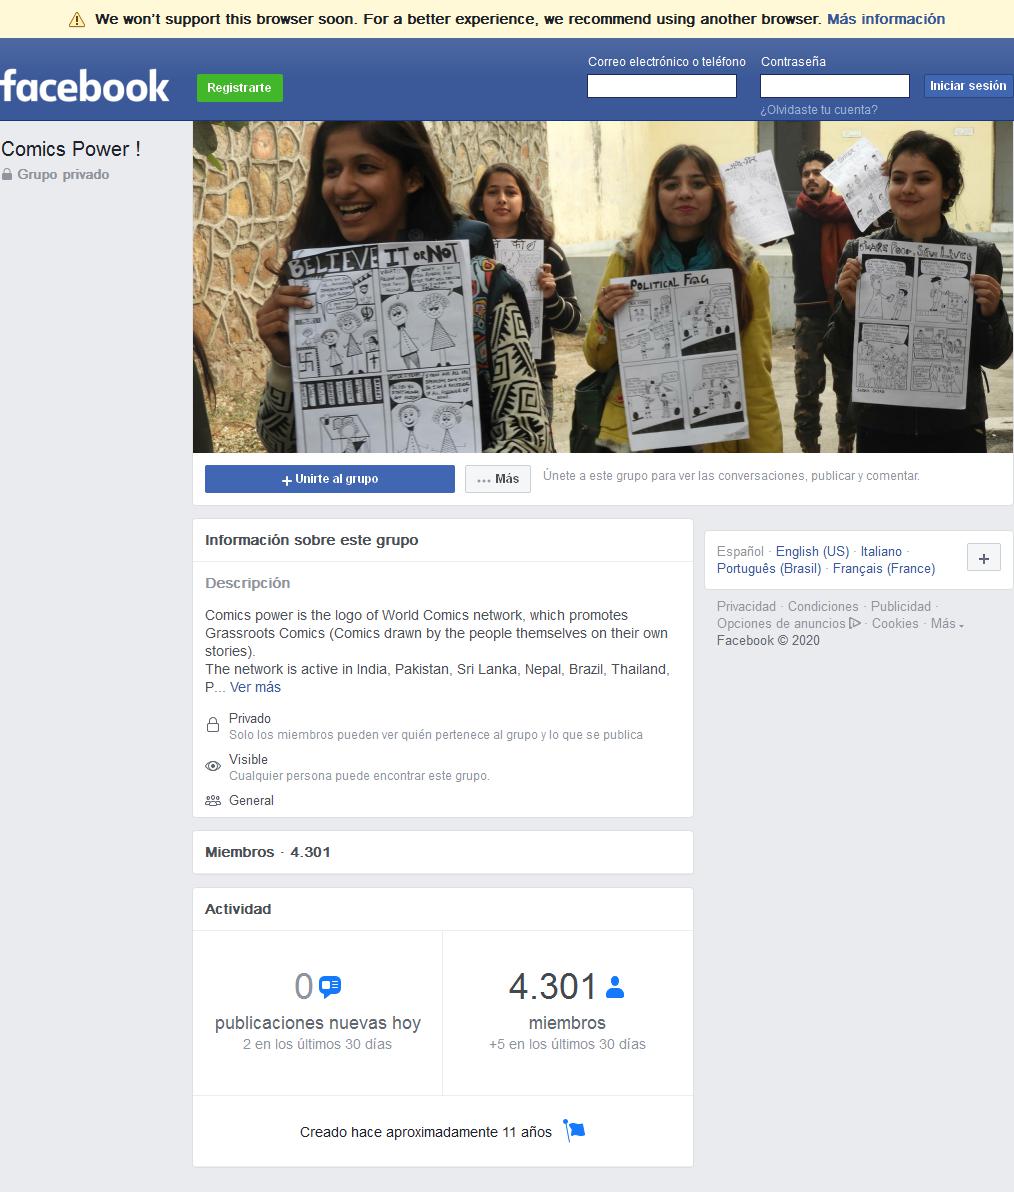 We won't support this browser soon. For a better experience, we recommend using another browser. Más información
facebook
Registrarte
Correo electrónico o teléfono
Contraseña
Iniciar sesión
¿Olvidaste tu cuenta?
Comics Power !
Grupo privado
BELIEVE IT OR NOT
POLITICAL FROG
+ Unirte al grupo
... Más
Únete a este grupo para ver las conversaciones, publicar y comentar.
Información sobre este grupo
Descripción
Comics power is the logo of World Comics network, which promotes
Grassroots Comics (Comics drawn by the people themselves on their own
stories).
The network is active in India, Pakistan, Sri Lanka, Nepal, Brazil, Thailand,
P... Ver más
Privado
Solo los miembros pueden ver quién pertenece al grupo y lo que se publica
Visible
Cualquier persona puede encontrar este grupo.
General
Miembros · 4.301
Actividad
0
publicaciones nuevas hoy
2 en los últimos 30 días
4.301
miembros
+5 en los últimos 30 días
Creado hace aproximadamente 11 años
Español · English (US) · Italiano ·
Português (Brasil) · Français (France)
+
Privacidad · Condiciones · Publicidad ·
Opciones de anuncios · Cookies · Más
Facebook © 2020